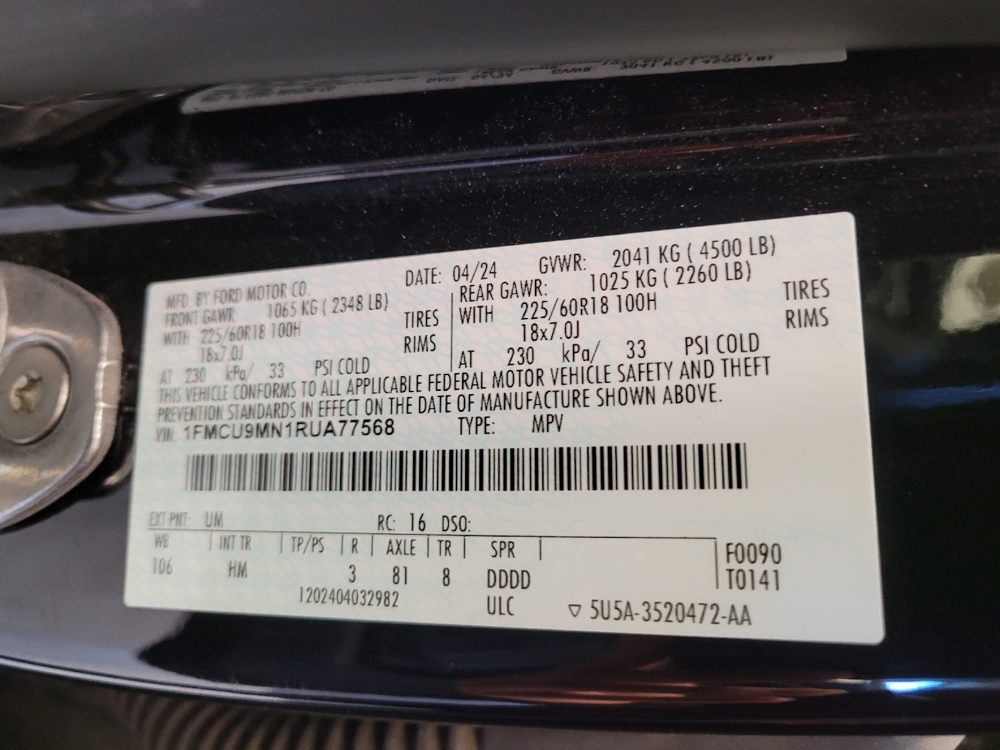 2041 KG ( 4200 LB)
MFD. BY FORD MOTOR CO.
DATE: 04/24 GVWR: 2041 KG ( 4500 LB)
FRONT GAWR: 1065 KG ( 2348 LB)
WITH 225/60R18 100H TIRES
18x7.0J RIMS
AT 230 kPa/ 33 PSI COLD
REAR GAWR: 1025 KG ( 2260 LB)
WITH 225/60R18 100H TIRES
18x7.0J RIMS
AT 230 kPa/ 33 PSI COLD
THIS VEHICLE CONFORMS TO ALL APPLICABLE FEDERAL MOTOR VEHICLE SAFETY AND THEFT
PREVENTION STANDARDS IN EFFECT ON THE DATE OF MANUFACTURE SHOWN ABOVE.
VIN: 1FMCU9MN1RUA77568 TYPE: MPV
EXT PNT: UM RC: 16 DSO:
WB INT TR TP/PS R AXLE TR SPR
106 HM 3 81 8 DDDD
F0090
T0141
1202404032982 ULC ▽ 5U5A-3520472-AA